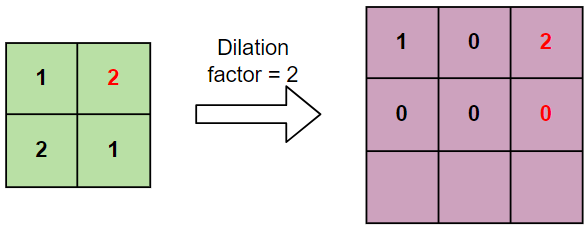 1 2
2 1
Dilation
factor = 2
1 0 2
0 0 0